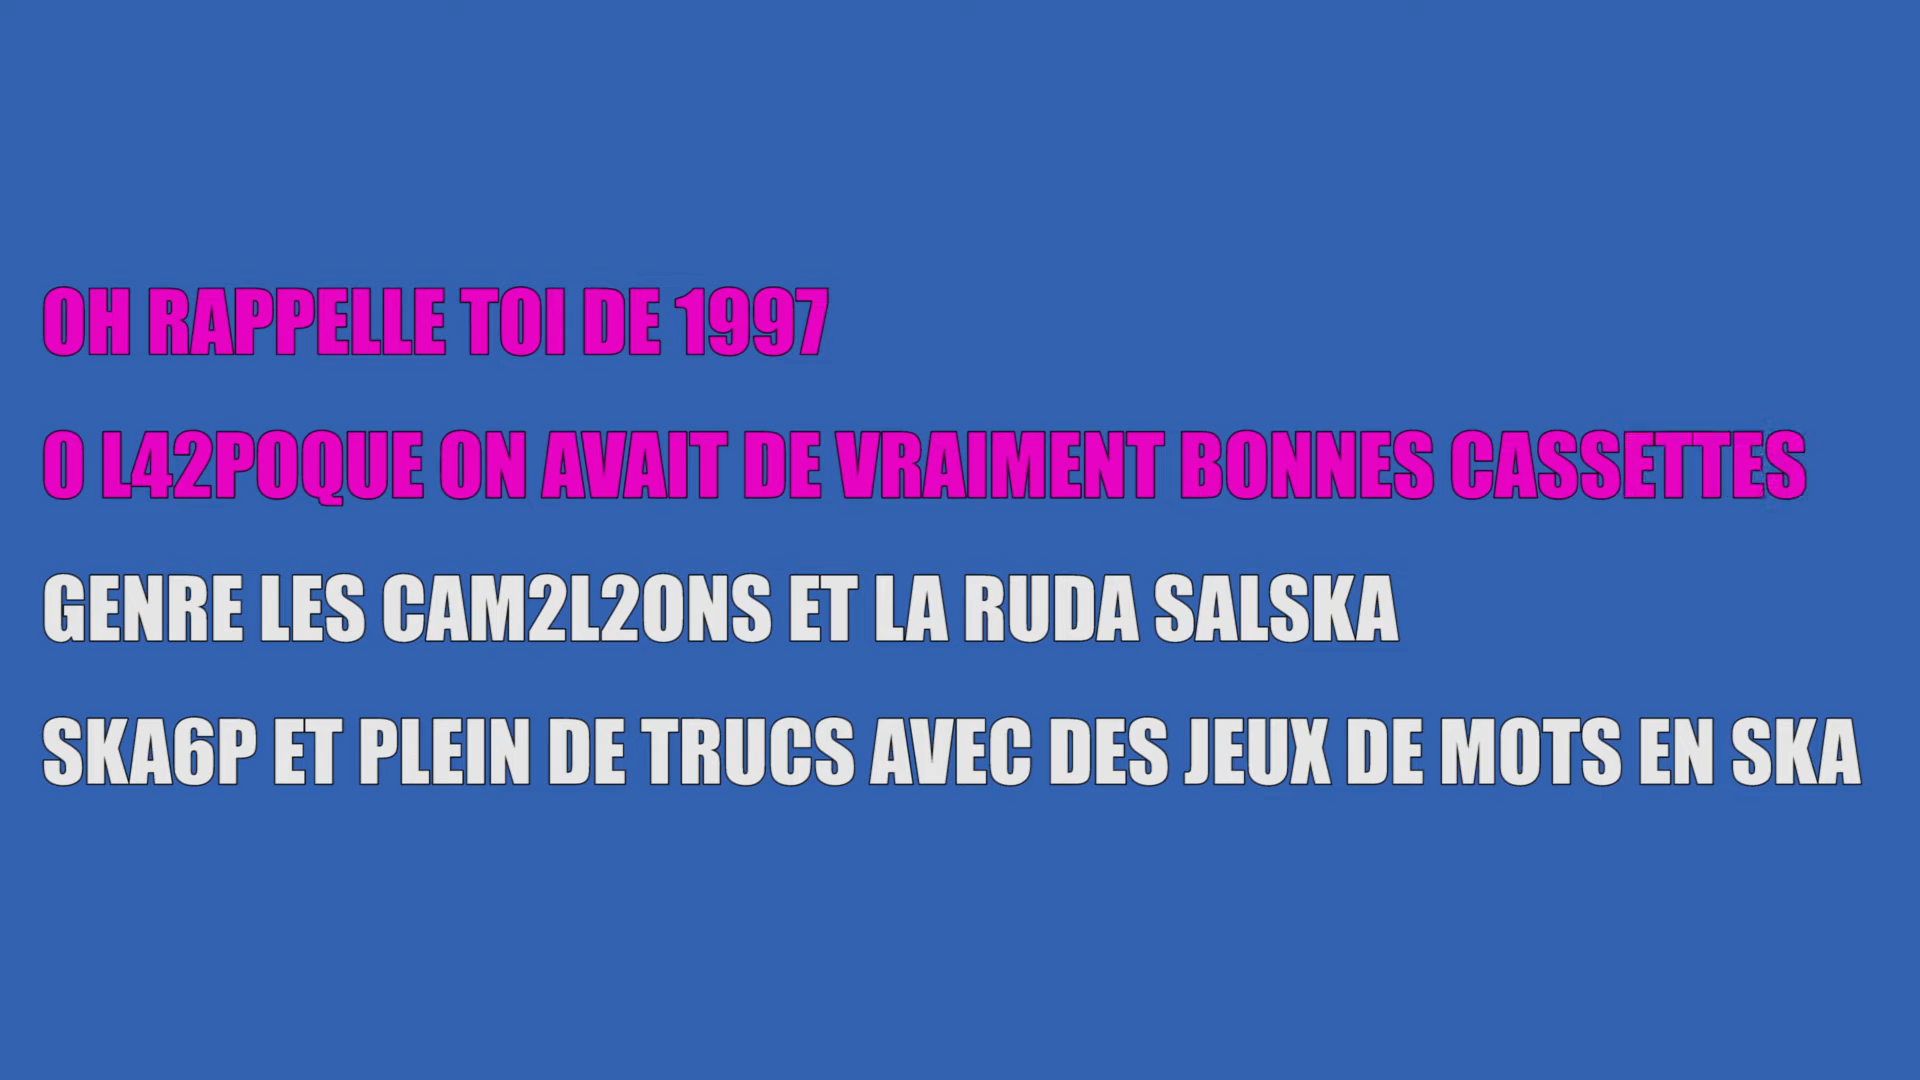 OH RAPPELLE TOI DE 1997
O L42POQUE ON AVAIT DE VRAIMENT BONNES CASSETTES
GENRE LES CAM2L2ONS ET LA RUDA SALSKA
SKA6P ET PLEIN DE TRUCS AVEC DES JEUX DE MOTS EN SKA